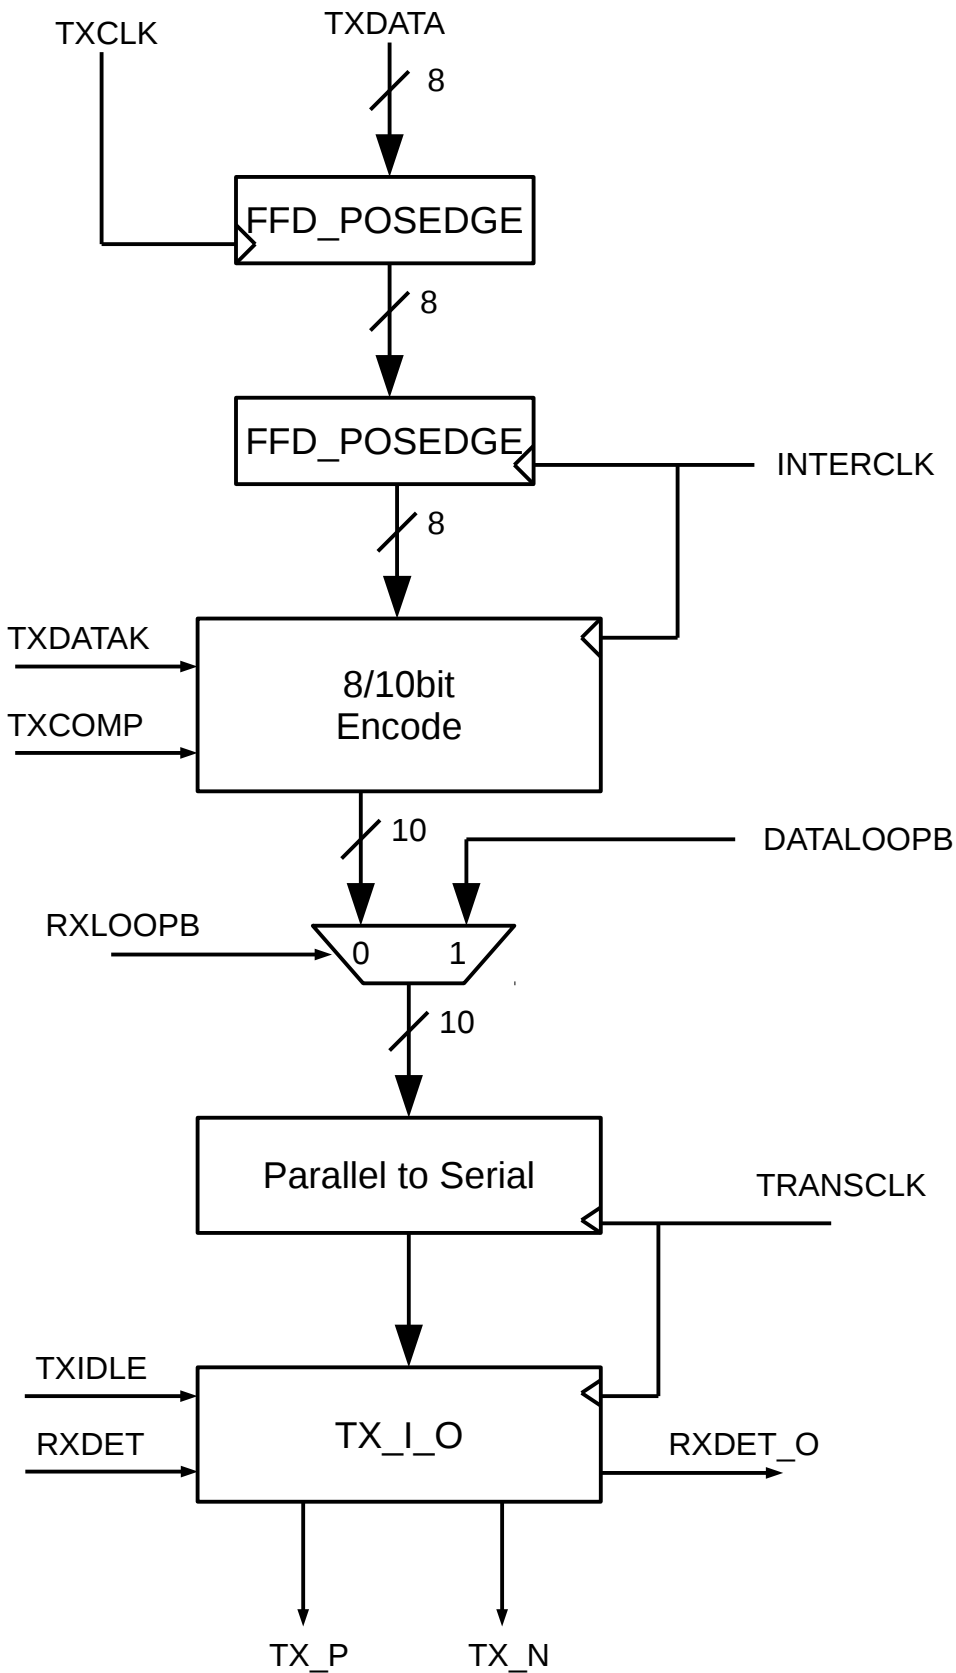 TXCLK
TXDATA
8
FFD_POSEDGE
8
FFD_POSEDGE
INTERCLK
8
TXDATAK
8/10bit
Encode
TXCOMP
10
DATALOOPB
RXLOOPB
0
1
10
Parallel to Serial
TRANSCLK
TXIDLE
TX_I_O
RXDET
RXDET_O
TX_P
TX_N